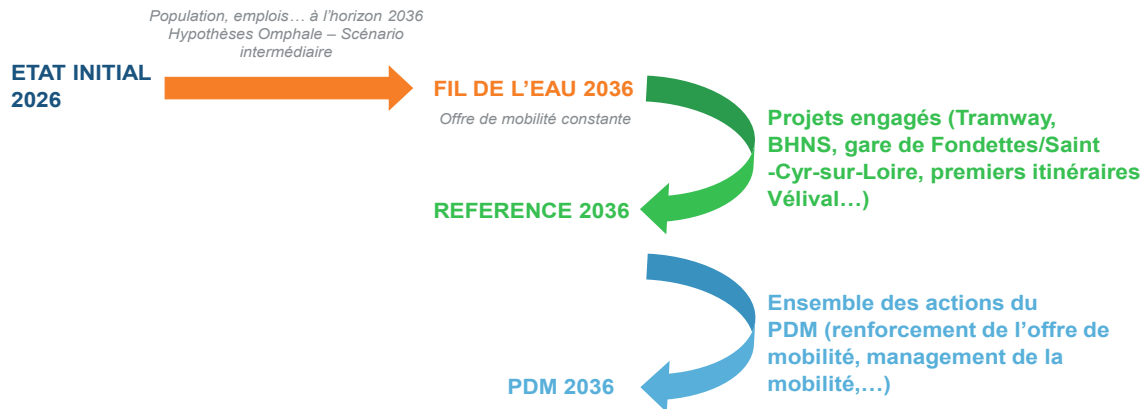 Population, emplois… à l’horizon 2036
Hypothèses Omphale – Scénario
intermédiaire
ETAT INITIAL
2026
FIL DE L’EAU 2036
Offre de mobilité constante
Projets engagés (Tramway,
BHNS, gare de Fondettes/Saint
-Cyr-sur-Loire, premiers itinéraires
Vélival…)
REFERENCE 2036
Ensemble des actions du
PDM (renforcement de l’offre de
mobilité, management de la
mobilité,…)
PDM 2036